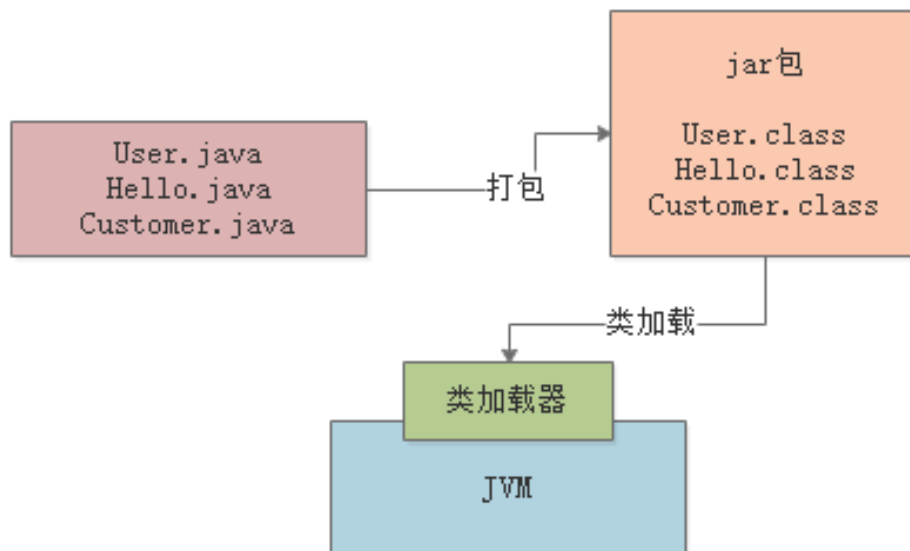 User.java
Hello.java
Customer.java
打包
jar包
User.class
Hello.class
Customer.class
类加载
类加载器
JVM